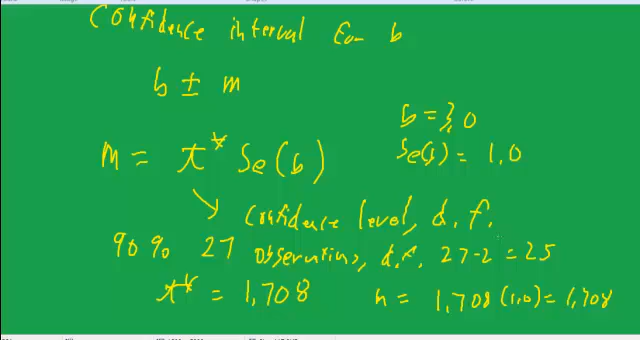 Confidence interval for b
b ± m
b = 3.0
m = t* Se(b)
Se(b) = 1.0
Confidence level, d.f.
90% 27 observations, d.f. 27-2 = 25
t* = 1.708 m = 1.708(1.0) = 1.708